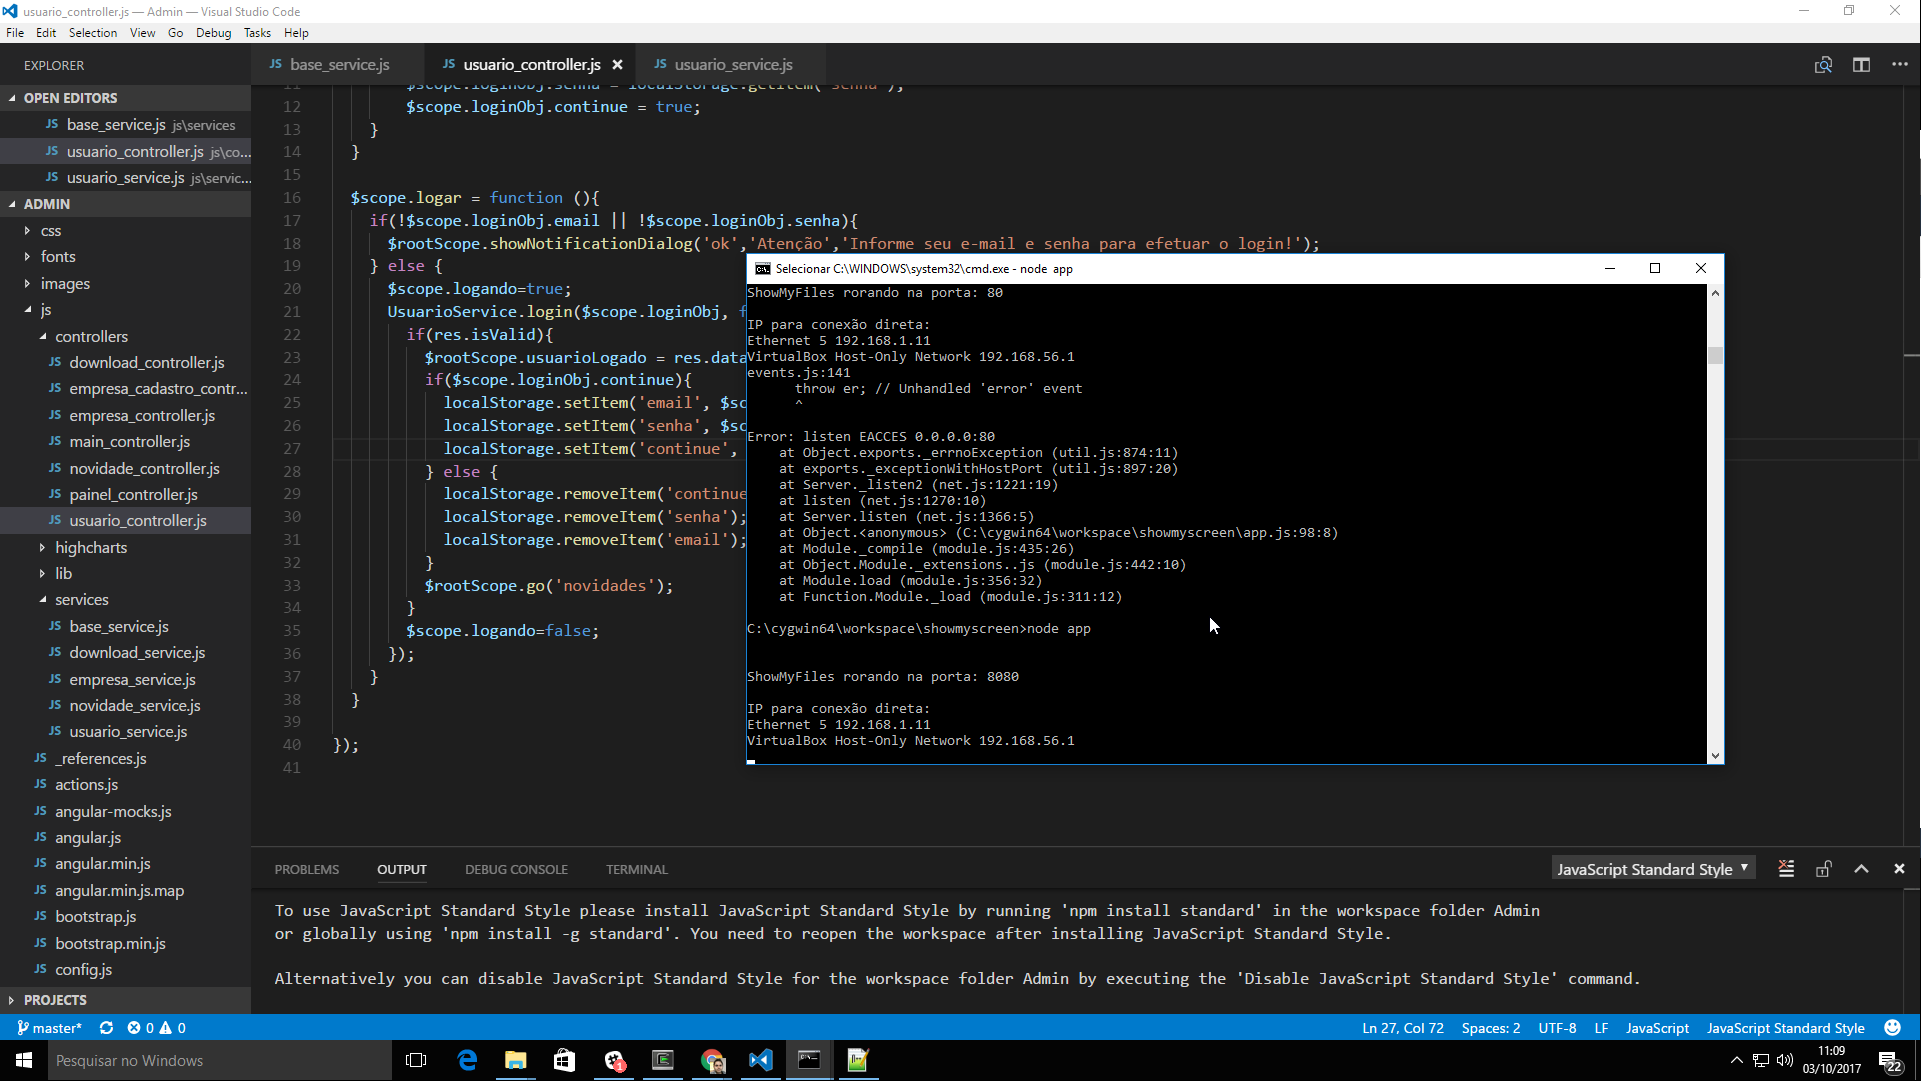 usuario_controller.js — Admin — Visual Studio Code
File Edit Selection View Go Debug Tasks Help
EXPLORER
OPEN EDITORS
JS base_service.js js\services
JS usuario_controller.js js\co...
JS usuario_service.js js\servic...
ADMIN
css
fonts
images
js
controllers
JS download_controller.js
JS empresa_cadastro_contr...
JS empresa_controller.js
JS main_controller.js
JS novidade_controller.js
JS painel_controller.js
JS usuario_controller.js
highcharts
lib
services
JS base_service.js
JS download_service.js
JS empresa_service.js
JS novidade_service.js
JS usuario_service.js
JS _references.js
JS actions.js
JS angular-mocks.js
JS angular.js
JS angular.min.js
JS angular.min.js.map
JS bootstrap.js
JS bootstrap.min.js
JS config.js
PROJECTS
JS base_service.js JS usuario_controller.js JS usuario_service.js
11 $scope.loginObj.senha = localStorage.getItem('senha');
12 $scope.loginObj.continue = true;
13 }
14 }
15
16 $scope.logar = function (){
17 if(!$scope.loginObj.email || !$scope.loginObj.senha){
18 $rootScope.showNotificationDialog('ok','Atenção','Informe seu e-mail e senha para efetuar o login!');
19 } else {
20 $scope.logando=true;
21 UsuarioService.login($scope.loginObj, f
22 if(res.isValid){
23 $rootScope.usuarioLogado = res.data
24 if($scope.loginObj.continue){
25 localStorage.setItem('email', $sc
26 localStorage.setItem('senha', $sc
27 localStorage.setItem('continue',
28 } else {
29 localStorage.removeItem('continue
30 localStorage.removeItem('senha');
31 localStorage.removeItem('email');
32 }
33 $rootScope.go('novidades');
34 }
35 $scope.logando=false;
36 });
37 }
38 }
39
40 });
41
Selecionar C:\WINDOWS\system32\cmd.exe - node app
ShowMyFiles rorando na porta: 80
IP para conexão direta:
Ethernet 5 192.168.1.11
VirtualBox Host-Only Network 192.168.56.1
events.js:141
throw er; // Unhandled 'error' event
^
Error: listen EACCES 0.0.0.0:80
at Object.exports._errnoException (util.js:874:11)
at exports._exceptionWithHostPort (util.js:897:20)
at Server._listen2 (net.js:1221:19)
at listen (net.js:1270:10)
at Server.listen (net.js:1366:5)
at Object.<anonymous> (C:\cygwin64\workspace\showmyscreen\app.js:98:8)
at Module._compile (module.js:435:26)
at Object.Module._extensions..js (module.js:442:10)
at Module.load (module.js:356:32)
at Function.Module._load (module.js:311:12)
C:\cygwin64\workspace\showmyscreen>node app
ShowMyFiles rorando na porta: 8080
IP para conexão direta:
Ethernet 5 192.168.1.11
VirtualBox Host-Only Network 192.168.56.1
PROBLEMS OUTPUT DEBUG CONSOLE TERMINAL JavaScript Standard Style
To use JavaScript Standard Style please install JavaScript Standard Style by running 'npm install standard' in the workspace folder Admin
or globally using 'npm install -g standard'. You need to reopen the workspace after installing JavaScript Standard Style.
Alternatively you can disable JavaScript Standard Style for the workspace folder Admin by executing the 'Disable JavaScript Standard Style' command.
master* 0 0 Ln 27, Col 72 Spaces: 2 UTF-8 LF JavaScript JavaScript Standard Style
Pesquisar no Windows
1
11:09
03/10/2017
22